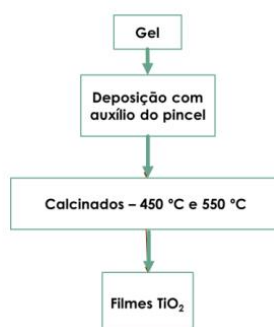 Gel
Deposição com
auxílio do pincel
Calcinados – 450 °C e 550 °C
Filmes TiO₂